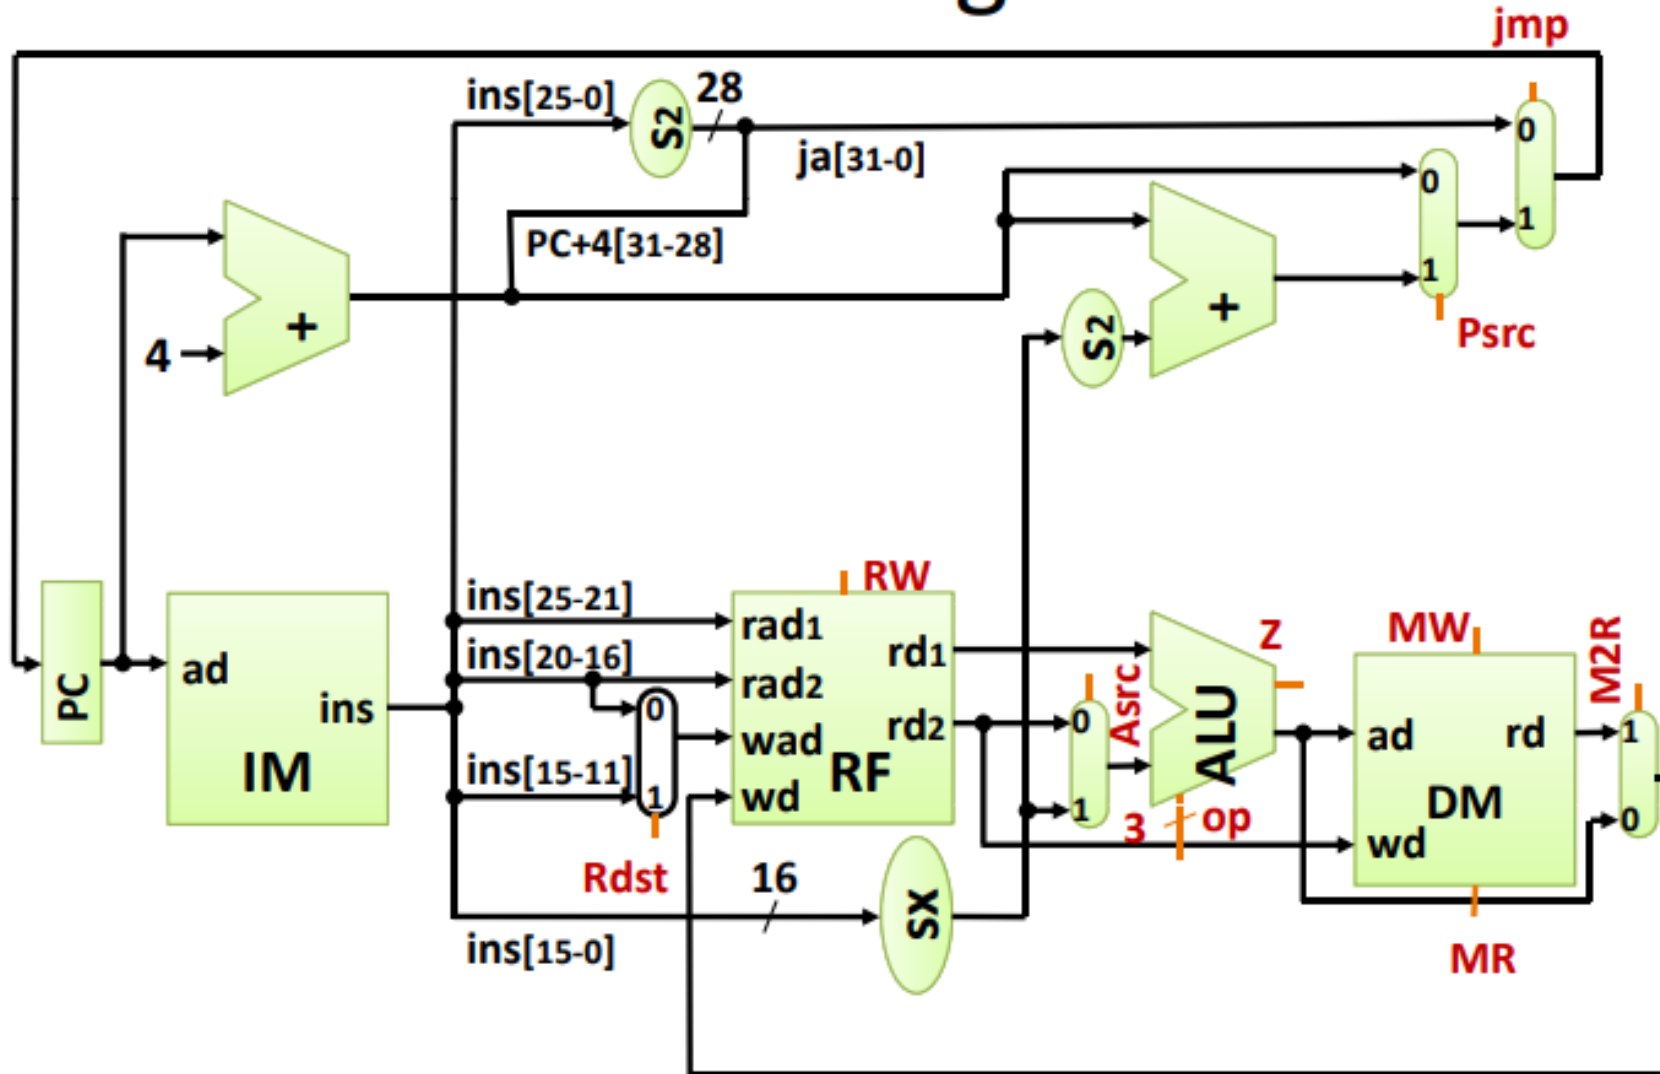 g
jmp
ins[25-0]
S2
28
0
ja[31-0]
0
1
PC+4[31-28]
1
+
+
4
S2
Psrc
RW
ins[25-21]
rad1
MW
Z
M2R
ins[20-16]
rd1
ad
rad2
PC
ins
0
rd2
0
Asrc
ALU
ad
rd
1
wad
IM
RF
ins[15-11]
1
wd
1
DM
3
op
0
wd
Rdst
16
SX
ins[15-0]
MR